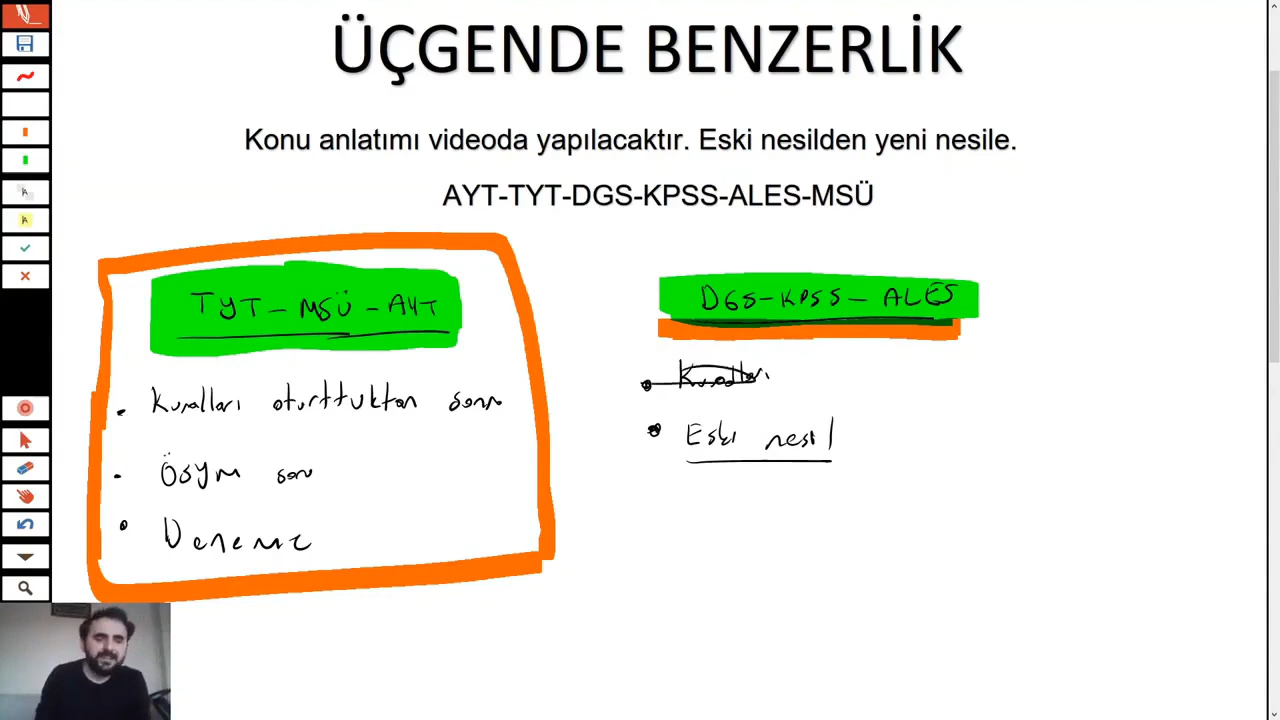 ÜÇGENDE BENZERLİK
Konu anlatımı videoda yapılacaktır. Eski nesilden yeni nesile.
AYT-TYT-DGS-KPSS-ALES-MSÜ
TYT-MSÜ-AYT
• Kuralları oturttuktan sonra
• Ösym soru
• Deneme
DGS-KPSS-ALES
• Kuralları
• Eski nesil